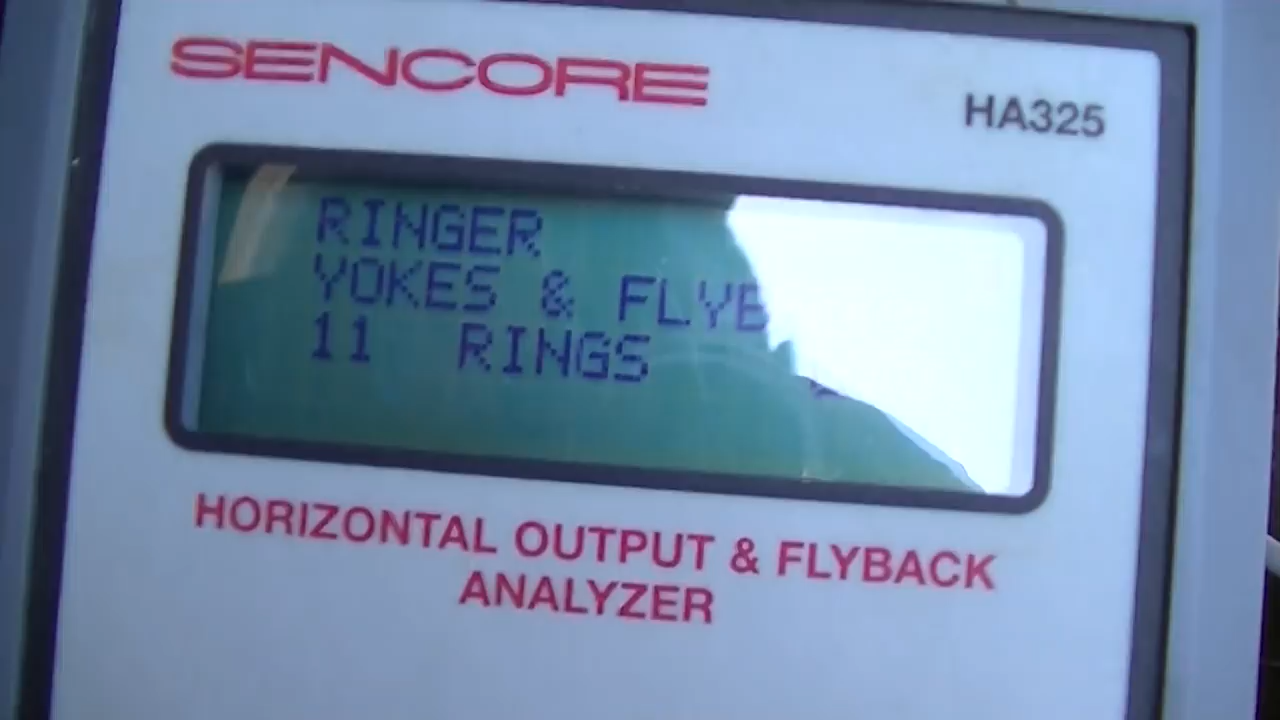 SENCORE
HA325
RINGER
YOKES & FLYB
11 RINGS
HORIZONTAL OUTPUT & FLYBACK
ANALYZER